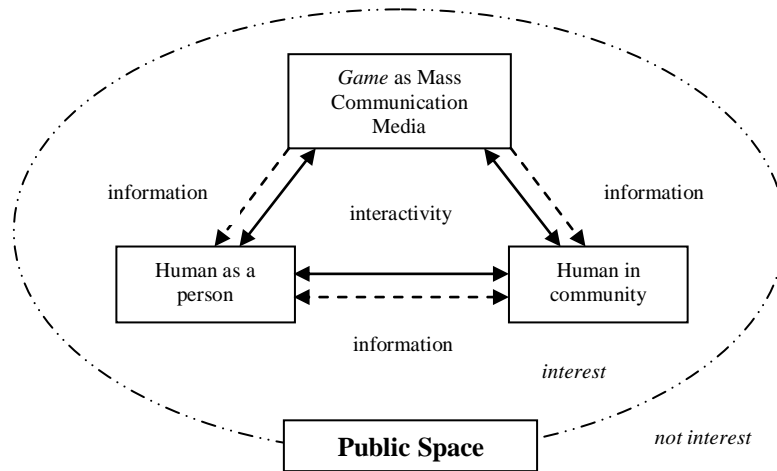 Game as Mass
Communication
Media
information
information
interactivity
Human as a
person
Human in
community
information
interest
Public Space
not interest